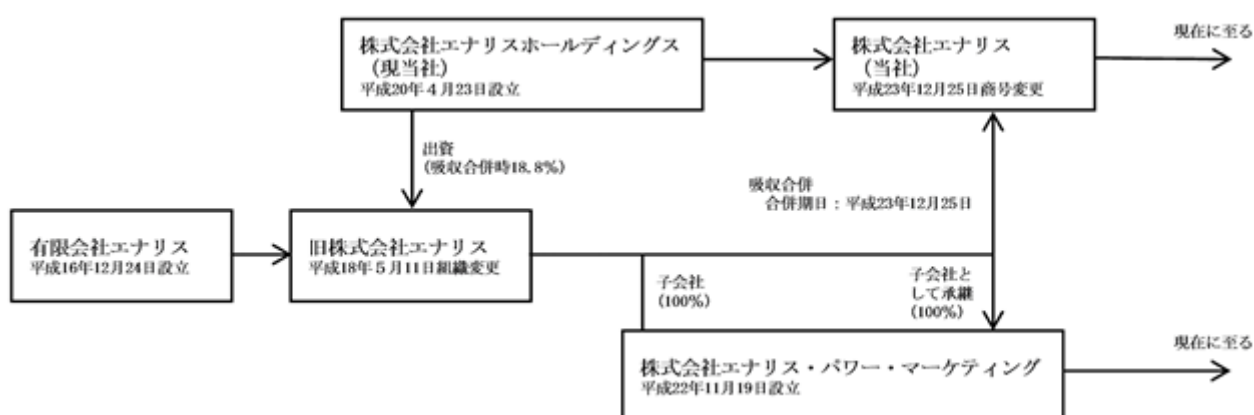 株式会社エナリスホールディングス
（現当社）
平成20年４月23日設立
株式会社エナリス
（当社）
平成23年12月25日商号変更
現在に至る
出資
(吸収合併時18.8%)
吸収合併
合併期日：平成23年12月25日
有限会社エナリス
平成16年12月24日設立
旧株式会社エナリス
平成18年５月11日組織変更
子会社
(100%)
子会社と
して承継
(100%)
株式会社エナリス・パワー・マーケティング
平成22年11月19日設立
現在に至る